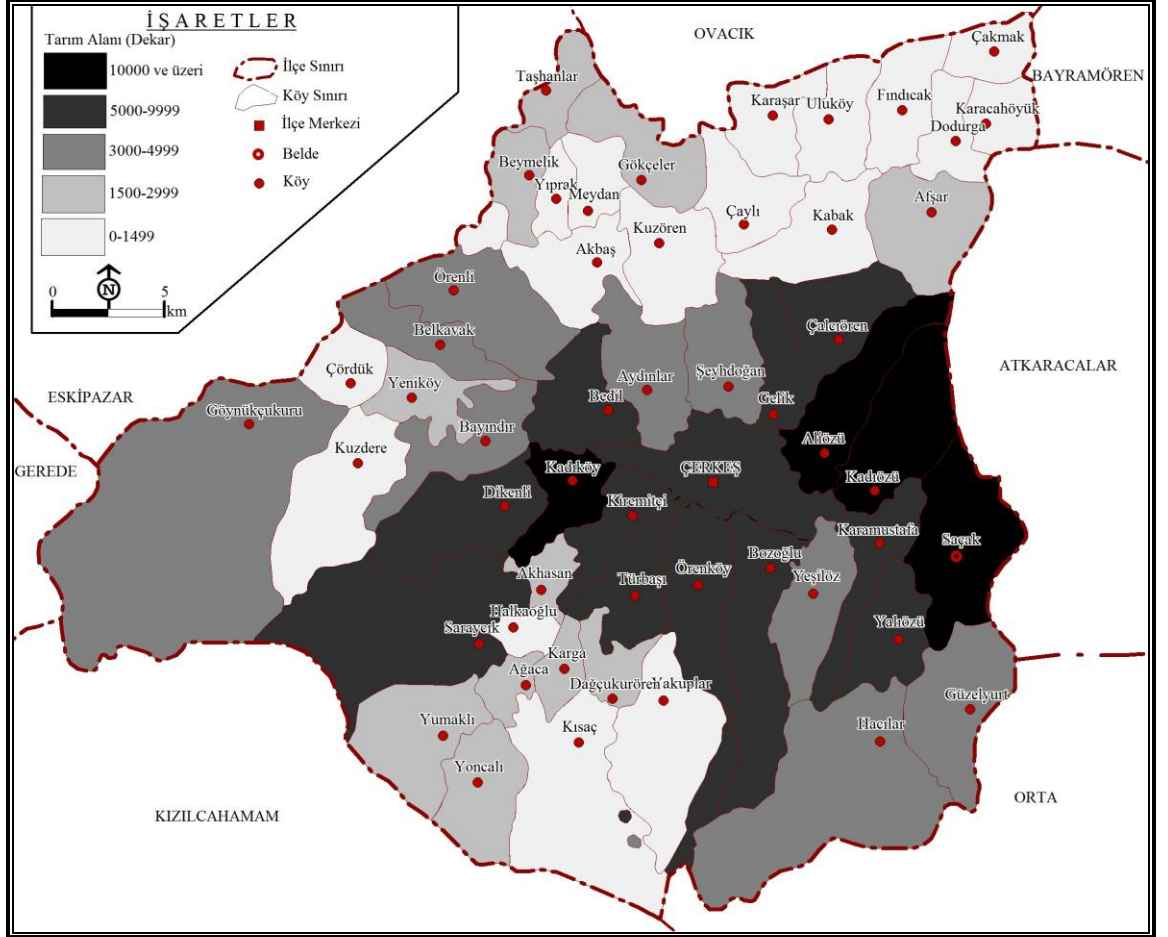 İŞARETLER
Tarım Alanı (Dekar)
10000 ve üzeri
5000-9999
3000-4999
1500-2999
0-1499
İlçe Sınırı
Köy Sınırı
İlçe Merkezi
Belde
Köy
0 N 5
km
OVACIK
BAYRAMÖREN
ATKARACALAR
ORTA
KIZILCAHAMAM
GEREDE
ESKİPAZAR
Çakmak
Taşhanlar
Karaşar
Uluköy
Fındıcak
Karacahöyük
Dodurga
Beymelik
Yıprak
Meydan
Gökçeler
Afşar
Çaylı
Kabak
Kuzören
Akbaş
Örenli
Belkavak
Çalcıören
Çördük
Yeniköy
Aydınlar
Şeyhdoğan
Bedil
Gelik
Göynükçukuru
Bayındır
Kuzdere
Aliözü
Kadıköy
ÇERKEŞ
Kadıözü
Dikenli
Kiremitçi
Karamustafa
Saçak
Bozoğlu
Akhasan
Türbaşı
Örenköy
Yeşilöz
Halkaoğlu
Saraycık
Yahözü
Karga
Ağaca
Dağçukurören
Yakuplar
Güzelyurt
Yumaklı
Kısaç
Hacılar
Yoncalı